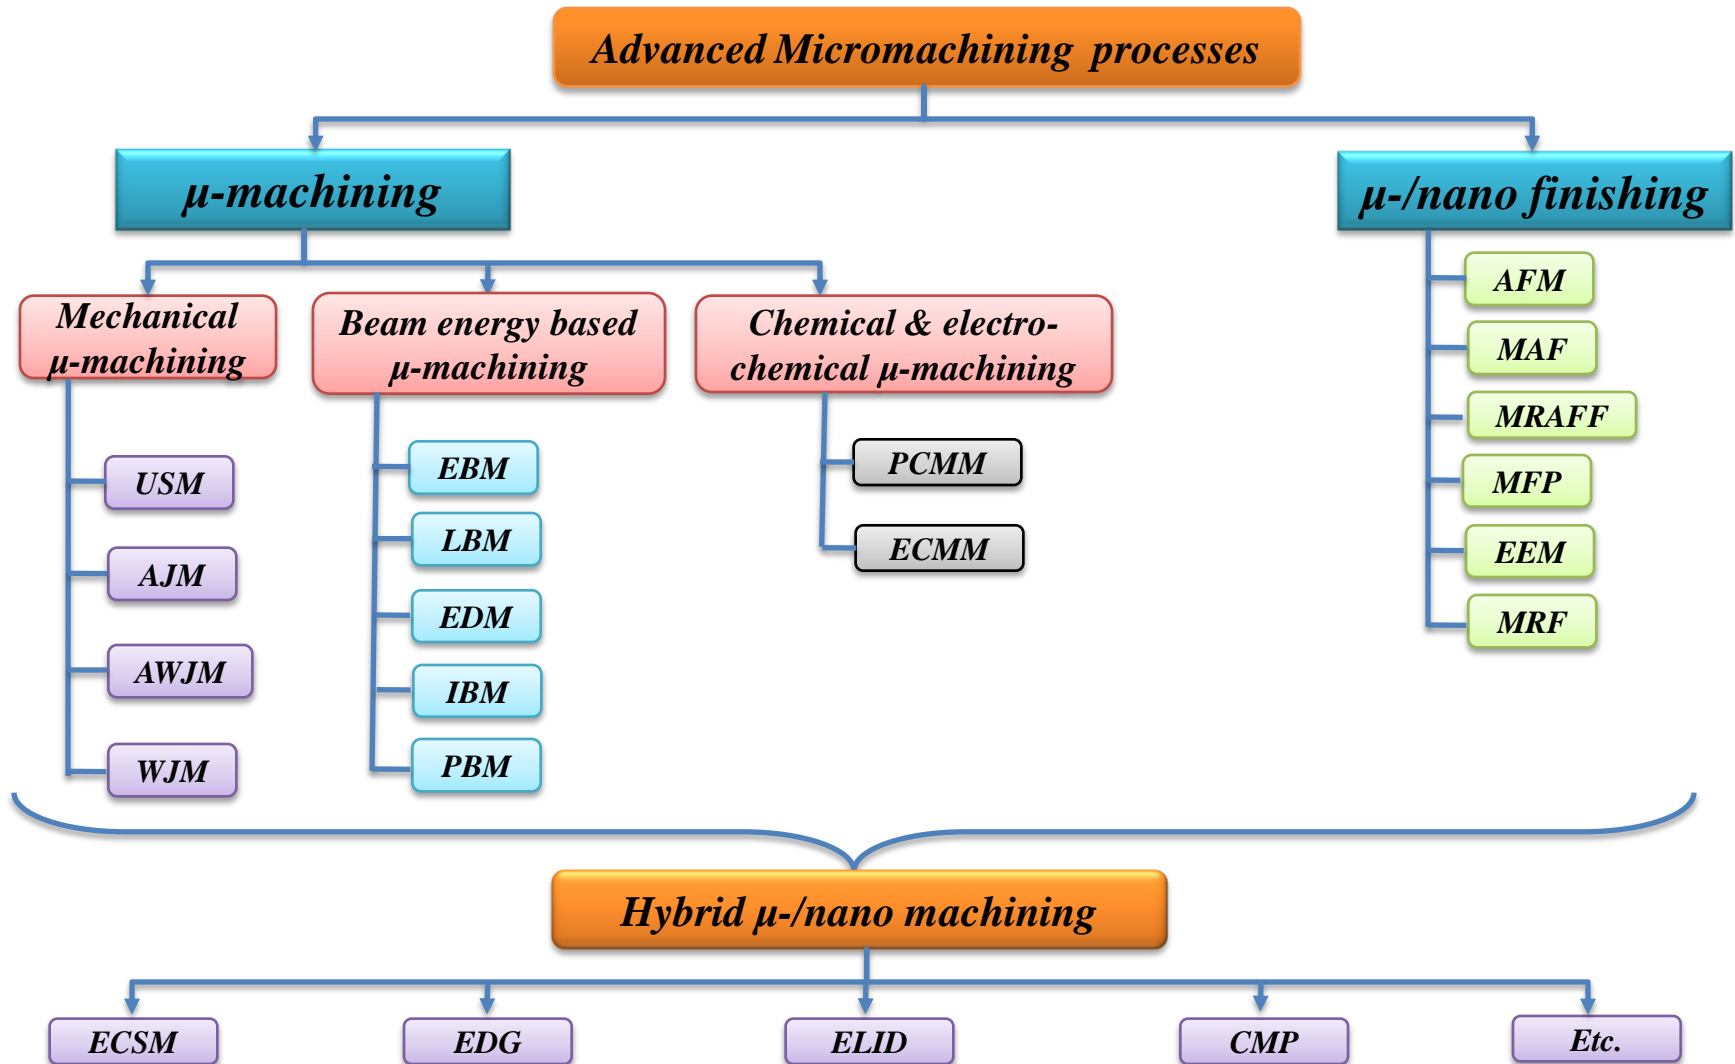 Advanced Micromachining processes
μ-machining
μ-/nano finishing
Mechanical
μ-machining
Beam energy based
μ-machining
Chemical & electro-
chemical μ-machining
USM
AJM
AWJM
WJM
EBM
LBM
EDM
IBM
PBM
PCMM
ECMM
AFM
MAF
MRAFF
MFP
EEM
MRF
Hybrid μ-/nano machining
ECSM
EDG
ELID
CMP
Etc.